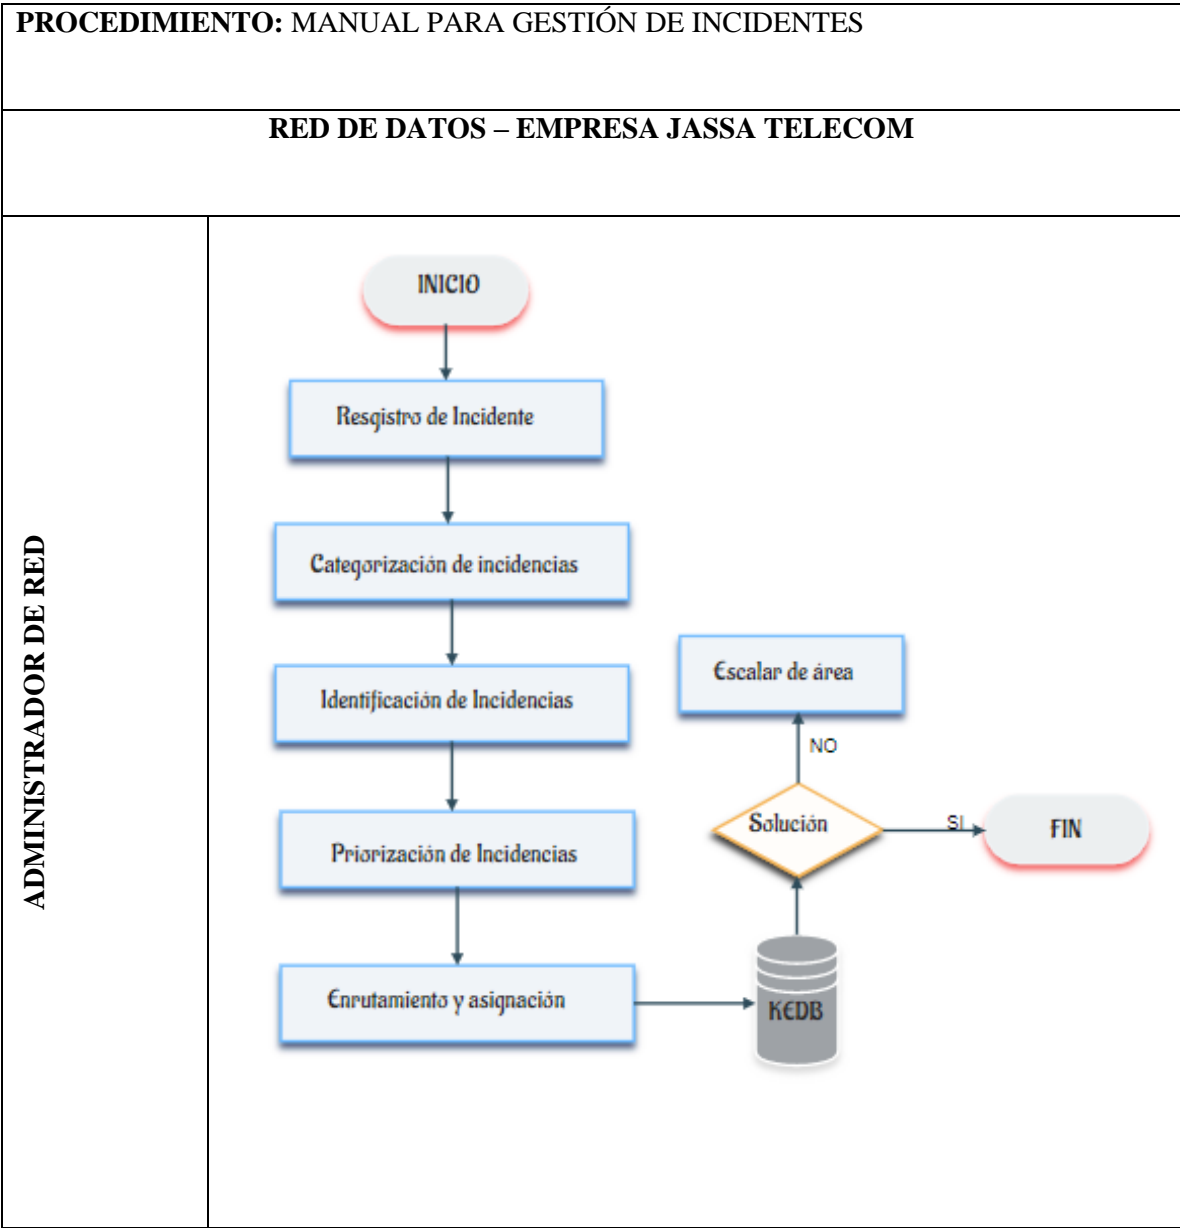 PROCEDIMIENTO: MANUAL PARA GESTIÓN DE INCIDENTES
RED DE DATOS – EMPRESA JASSA TELECOM
ADMINISTRADOR DE RED
INICIO
Resgistro de Incidente
Categorización de incidencias
Identificación de Incidencias
Priorización de Incidencias
Enrutamiento y asignación
KEDB
Solución
NO
Escalar de área
SI
FIN